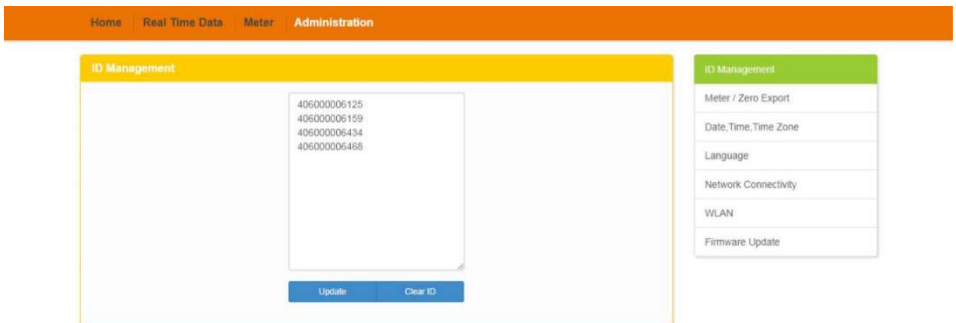 Home Real Time Data Meter Administration
ID Management
406000006125
406000006159
406000006434
406000006468
Update Clear ID
ID Management
Meter / Zero Export
Date,Time,Time Zone
Language
Network Connectivity
WLAN
Firmware Update